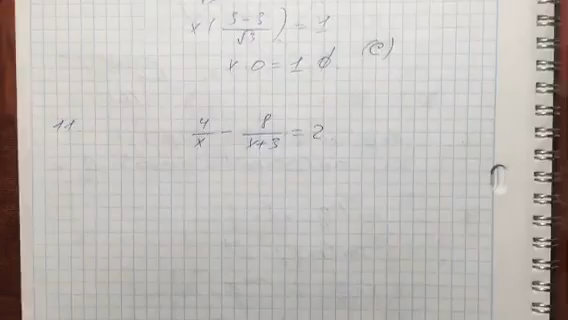 x(3-3/√3)=1
x·0=1 ∅. (C)
11 4/x - 8/(x+3) = 2